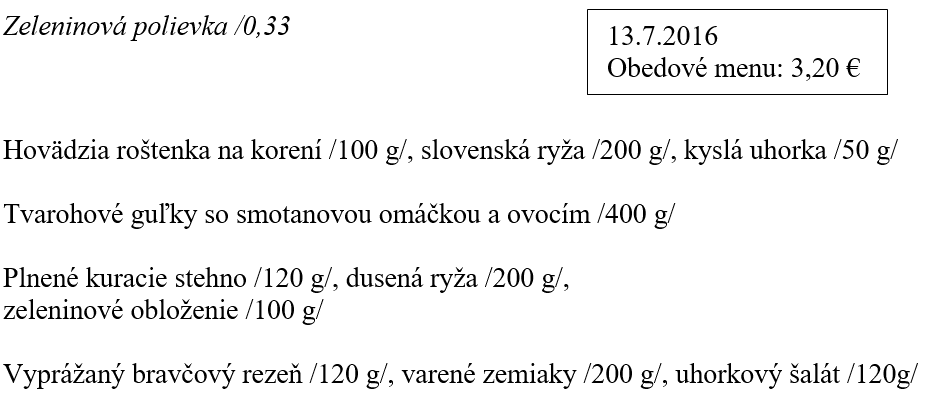 Zeleninová polievka /0,33
13.7.2016
Obedové menu: 3,20 €
Hovädzia roštenka na korení /100 g/, slovenská ryža /200 g/, kyslá uhorka /50 g/
Tvarohové guľky so smotanovou omáčkou a ovocím /400 g/
Plnené kuracie stehno /120 g/, dusená ryža /200 g/,
zeleninové obloženie /100 g/
Vyprážaný bravčový rezeň /120 g/, varené zemiaky /200 g/, uhorkový šalát /120g/